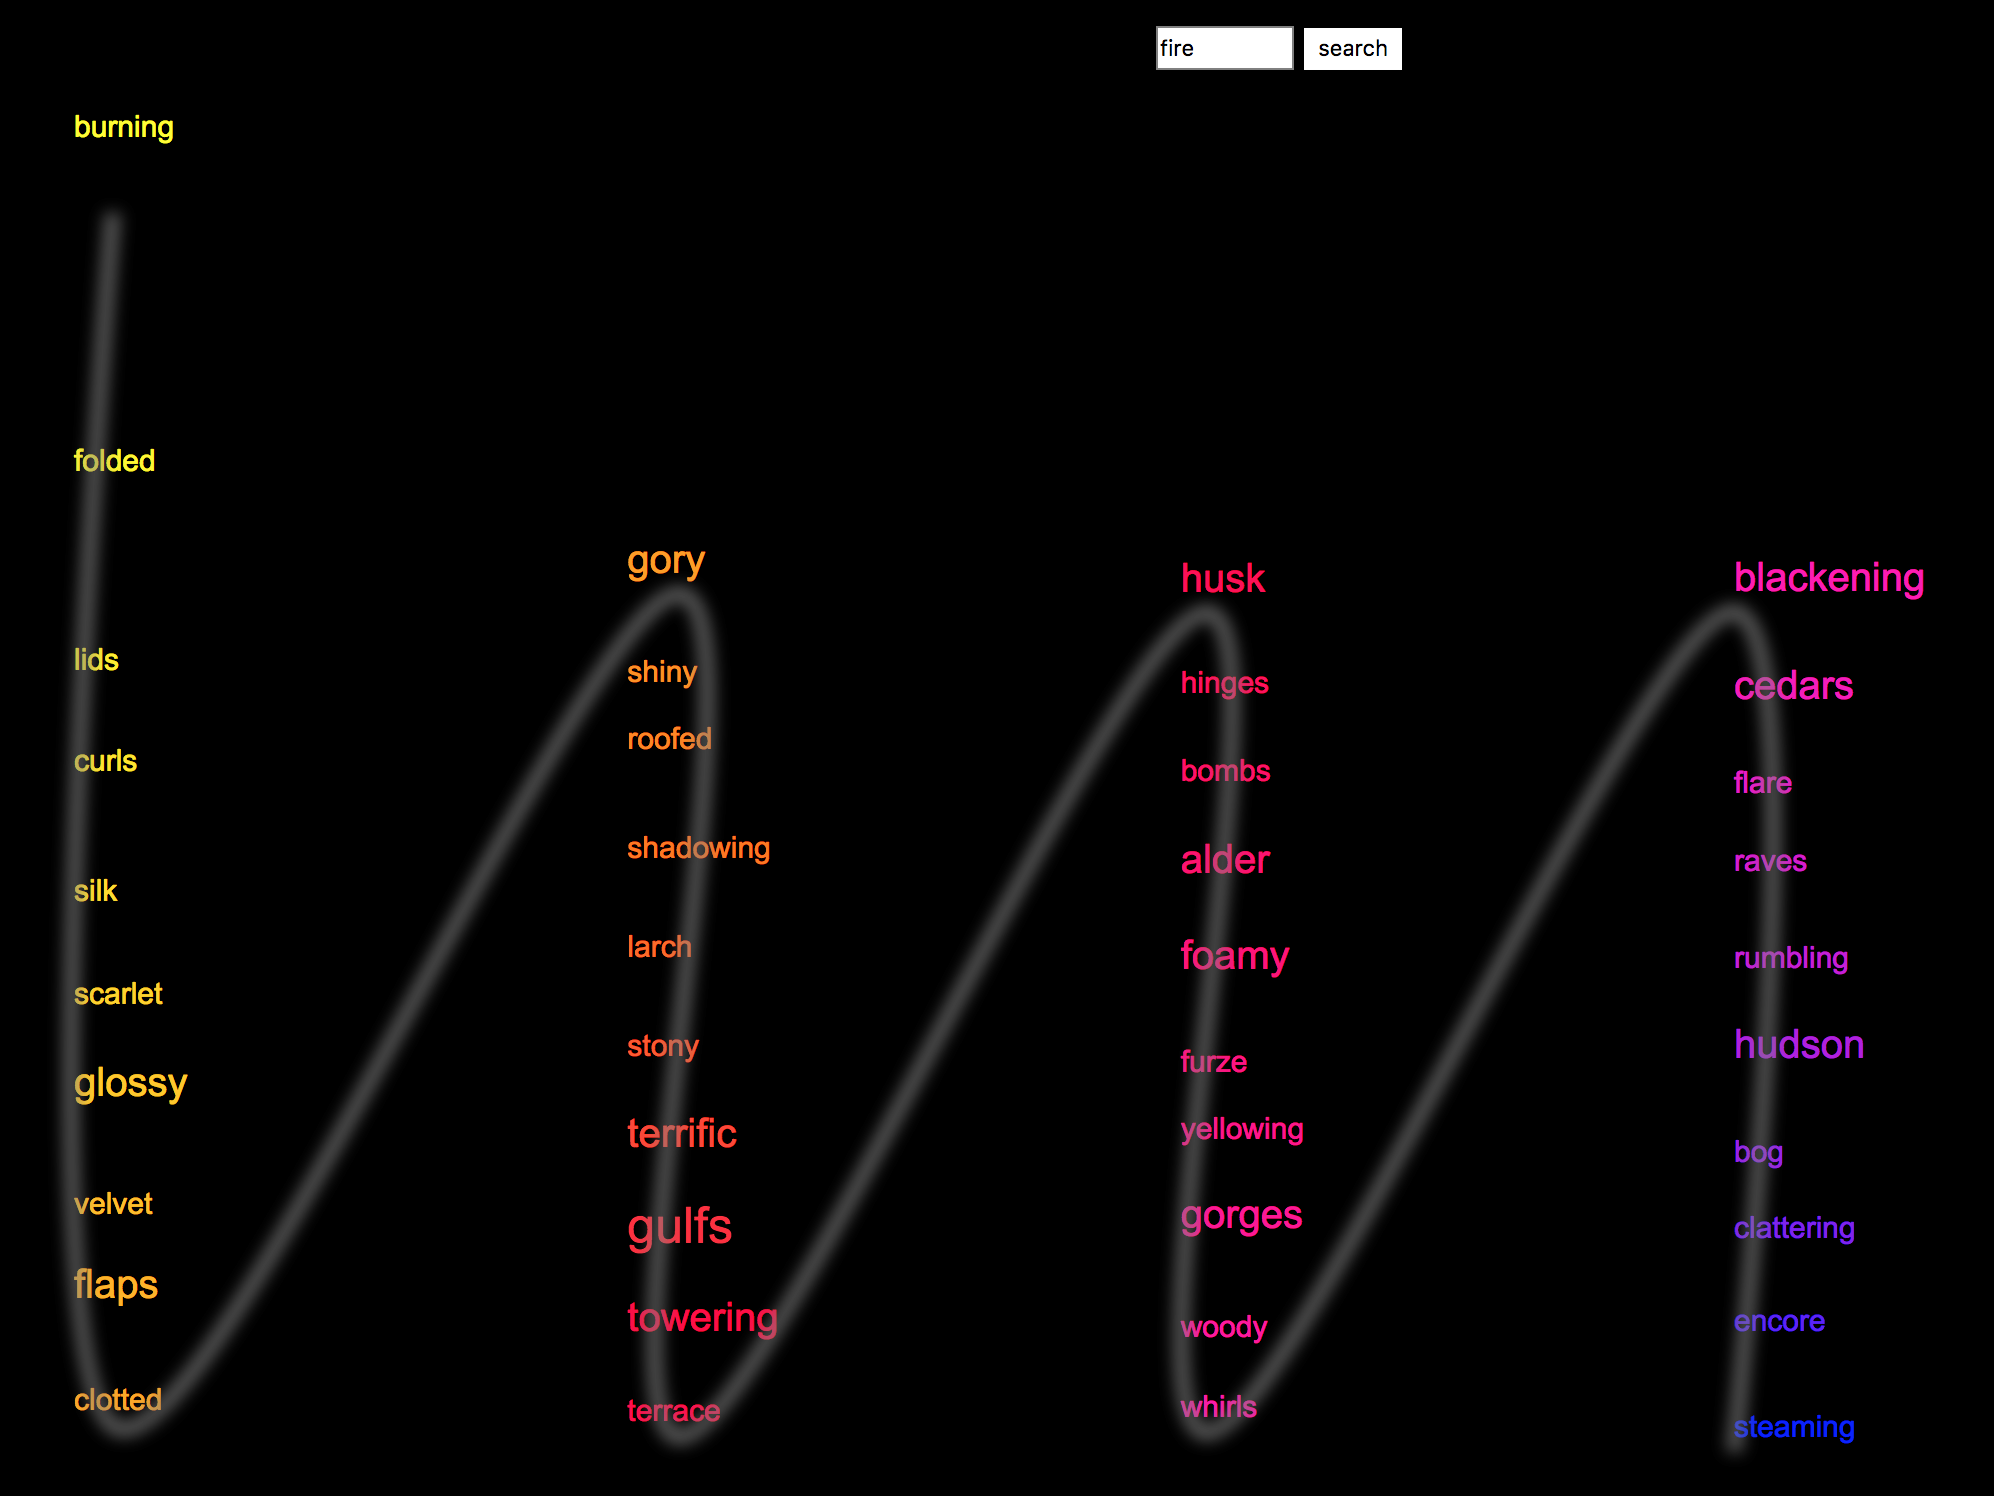 fire search
burning
folded
lids
curls
silk
scarlet
glossy
velvet
flaps
clotted
gory
shiny
roofed
shadowing
larch
stony
terrific
gulfs
towering
terrace
husk
hinges
bombs
alder
foamy
furze
yellowing
gorges
woody
whirls
blackening
cedars
flare
raves
rumbling
hudson
bog
clattering
encore
steaming